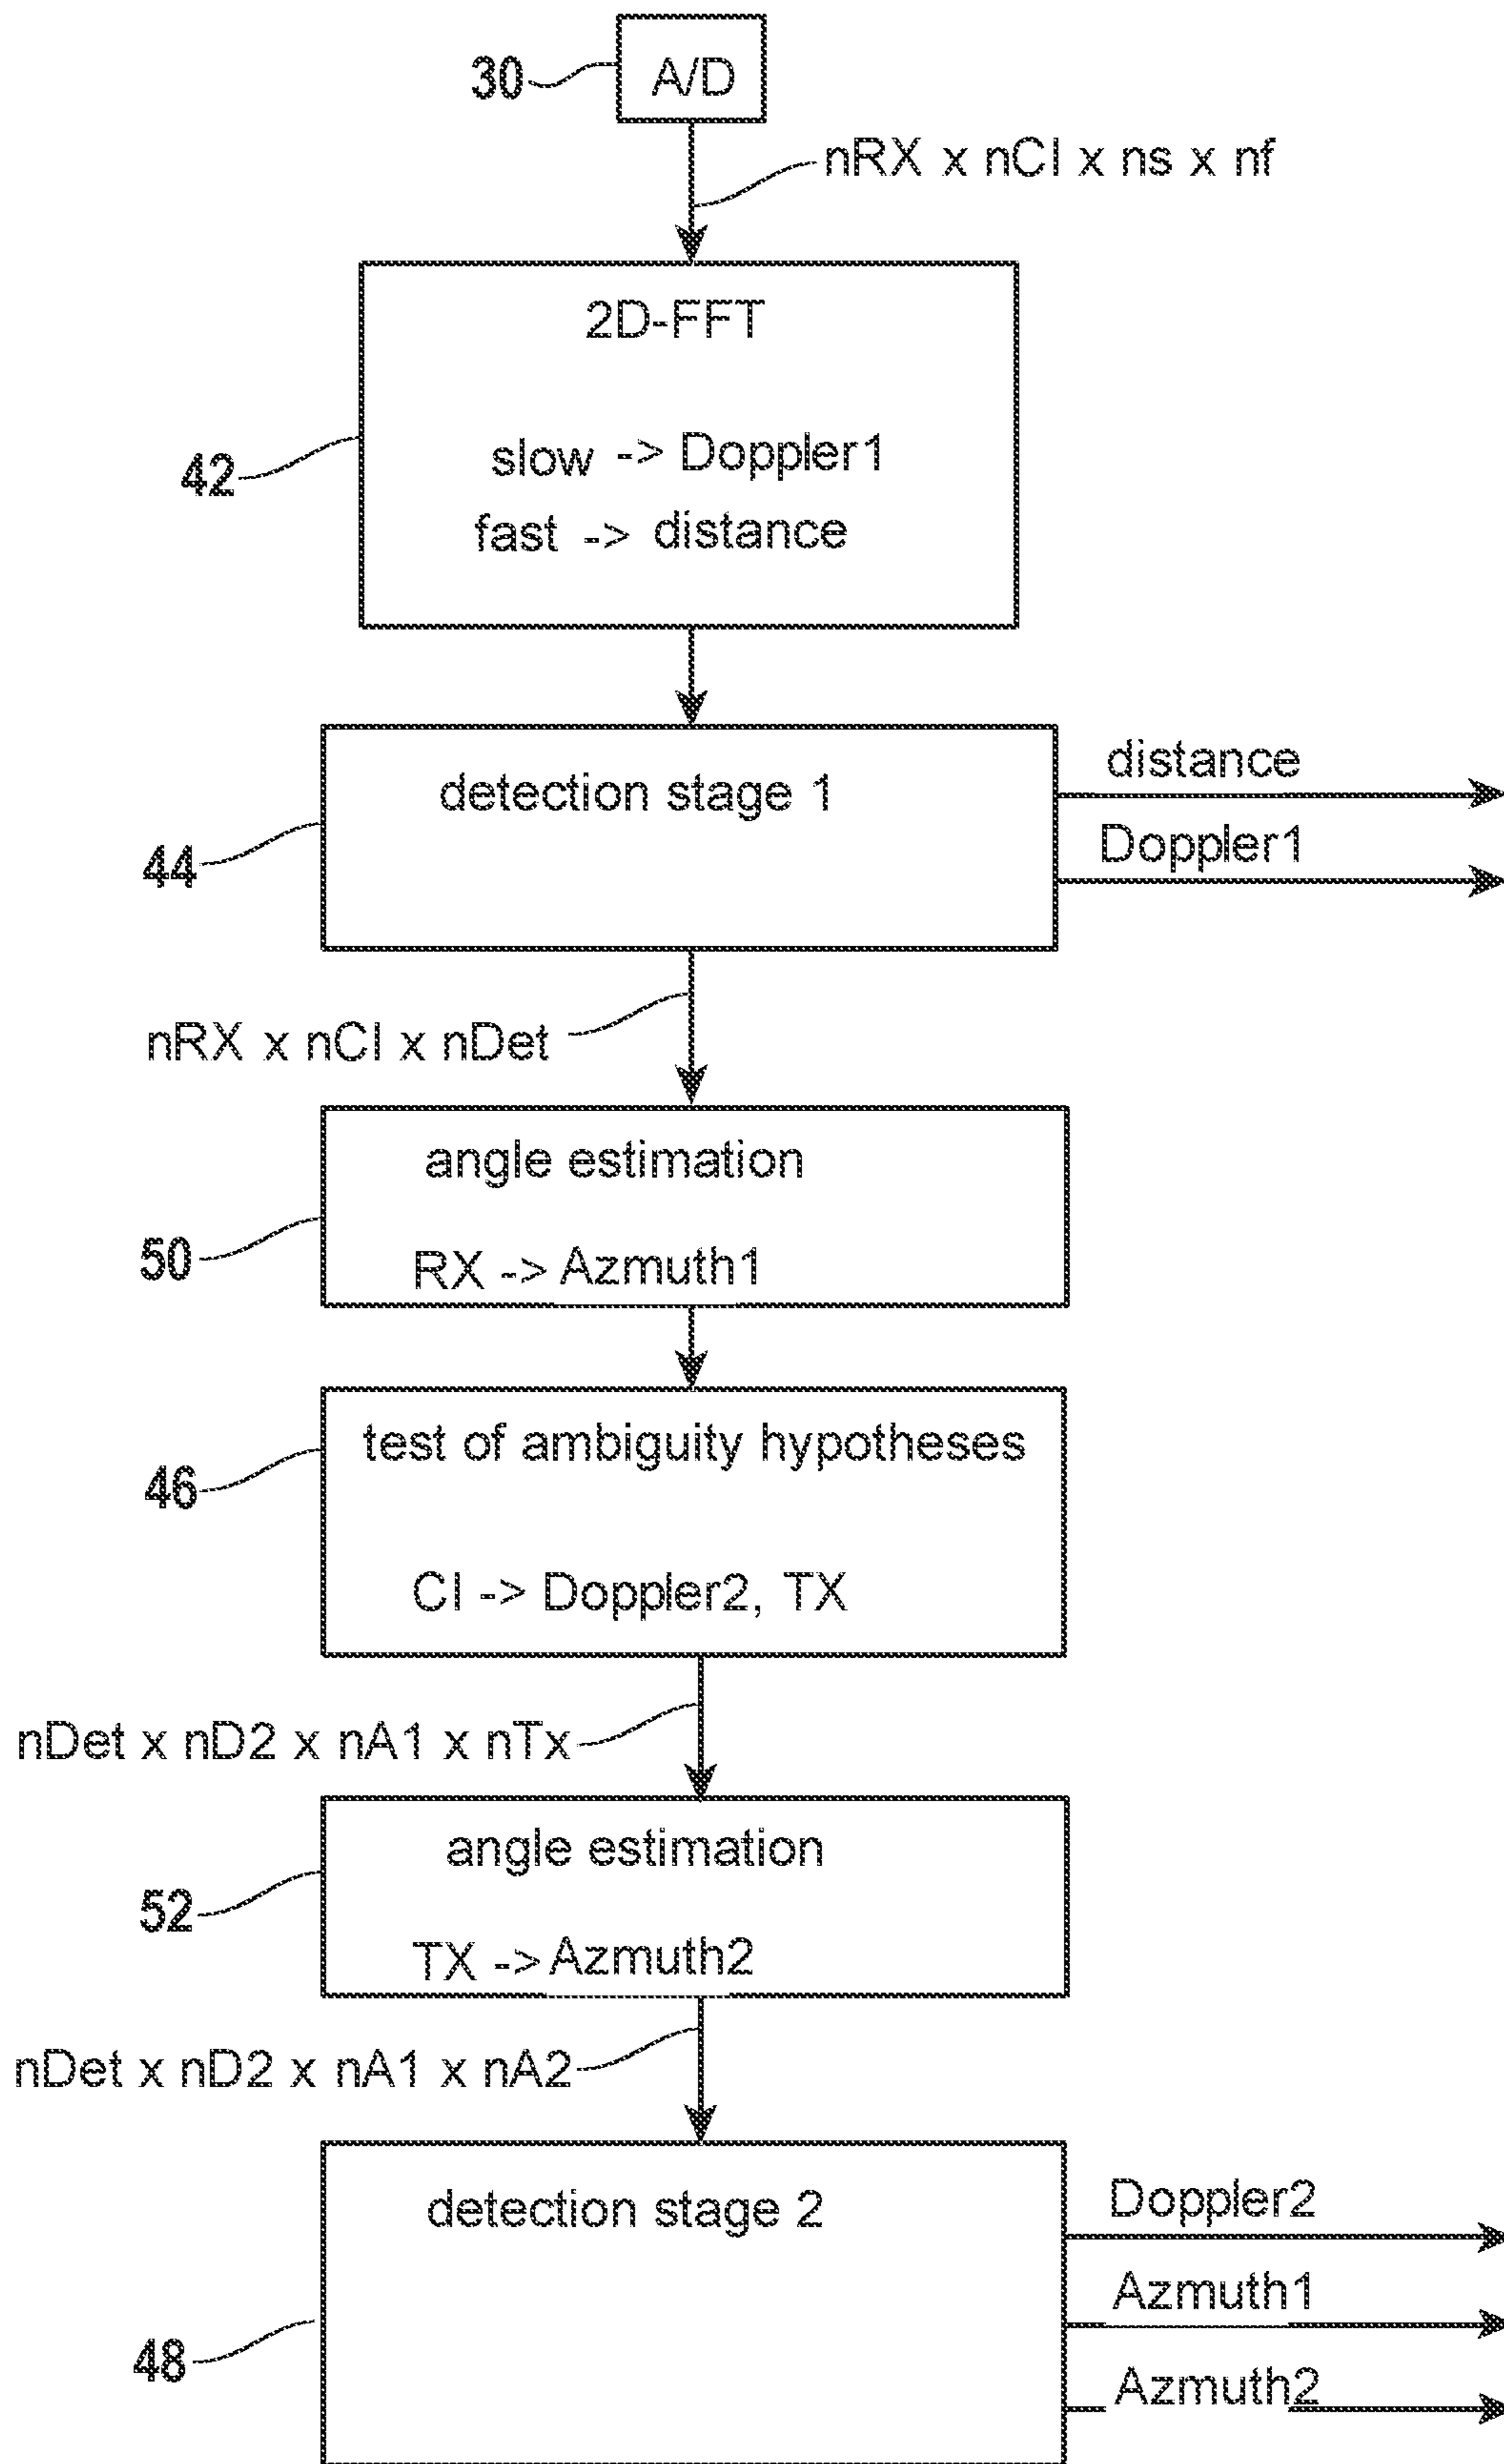 30
A/D
nRX x nCI x ns x nf
2D-FFT
42
slow -> Doppler1
fast -> distance
detection stage 1
distance
Doppler1
44
nRX x nCI x nDet
angle estimation
50
RX -> Azmuth1
test of ambiguity hypotheses
46
CI -> Doppler2, TX
nDet x nD2 x nA1 x nTx
angle estimation
52
TX -> Azmuth2
nDet x nD2 x nA1 x nA2
detection stage 2
Doppler2
Azmuth1
48
Azmuth2